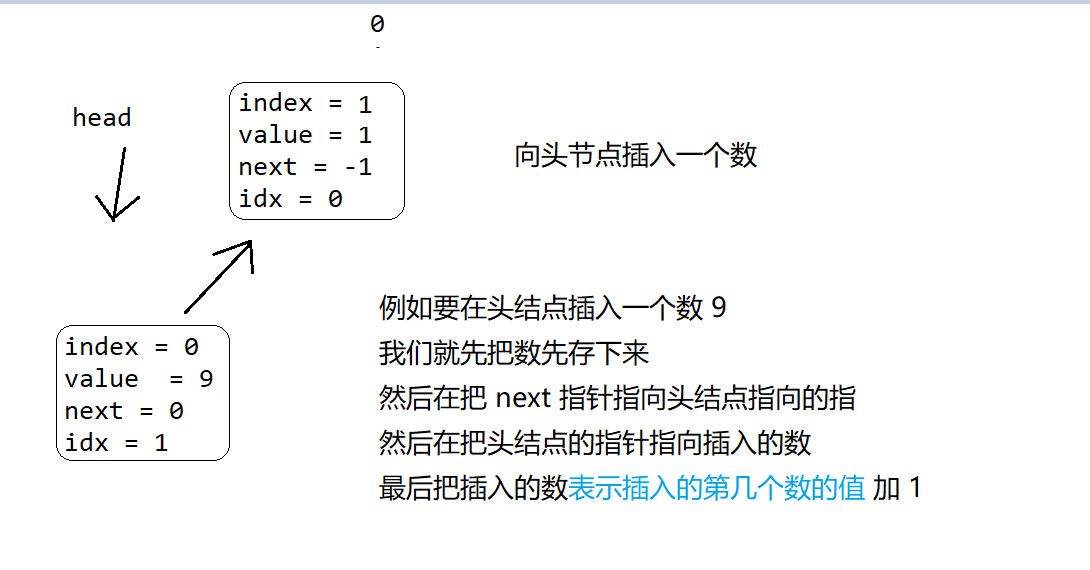 0
head
index = 1
value = 1
next = -1
idx = 0
向头节点插入一个数
index = 0
value = 9
next = 0
idx = 1
例如要在头结点插入一个数 9
我们就先把数先存下来
然后在把 next 指针指向头结点指向的指
然后在把头结点的指针指向插入的数
最后把插入的数表示插入的第几个数的值 加 1